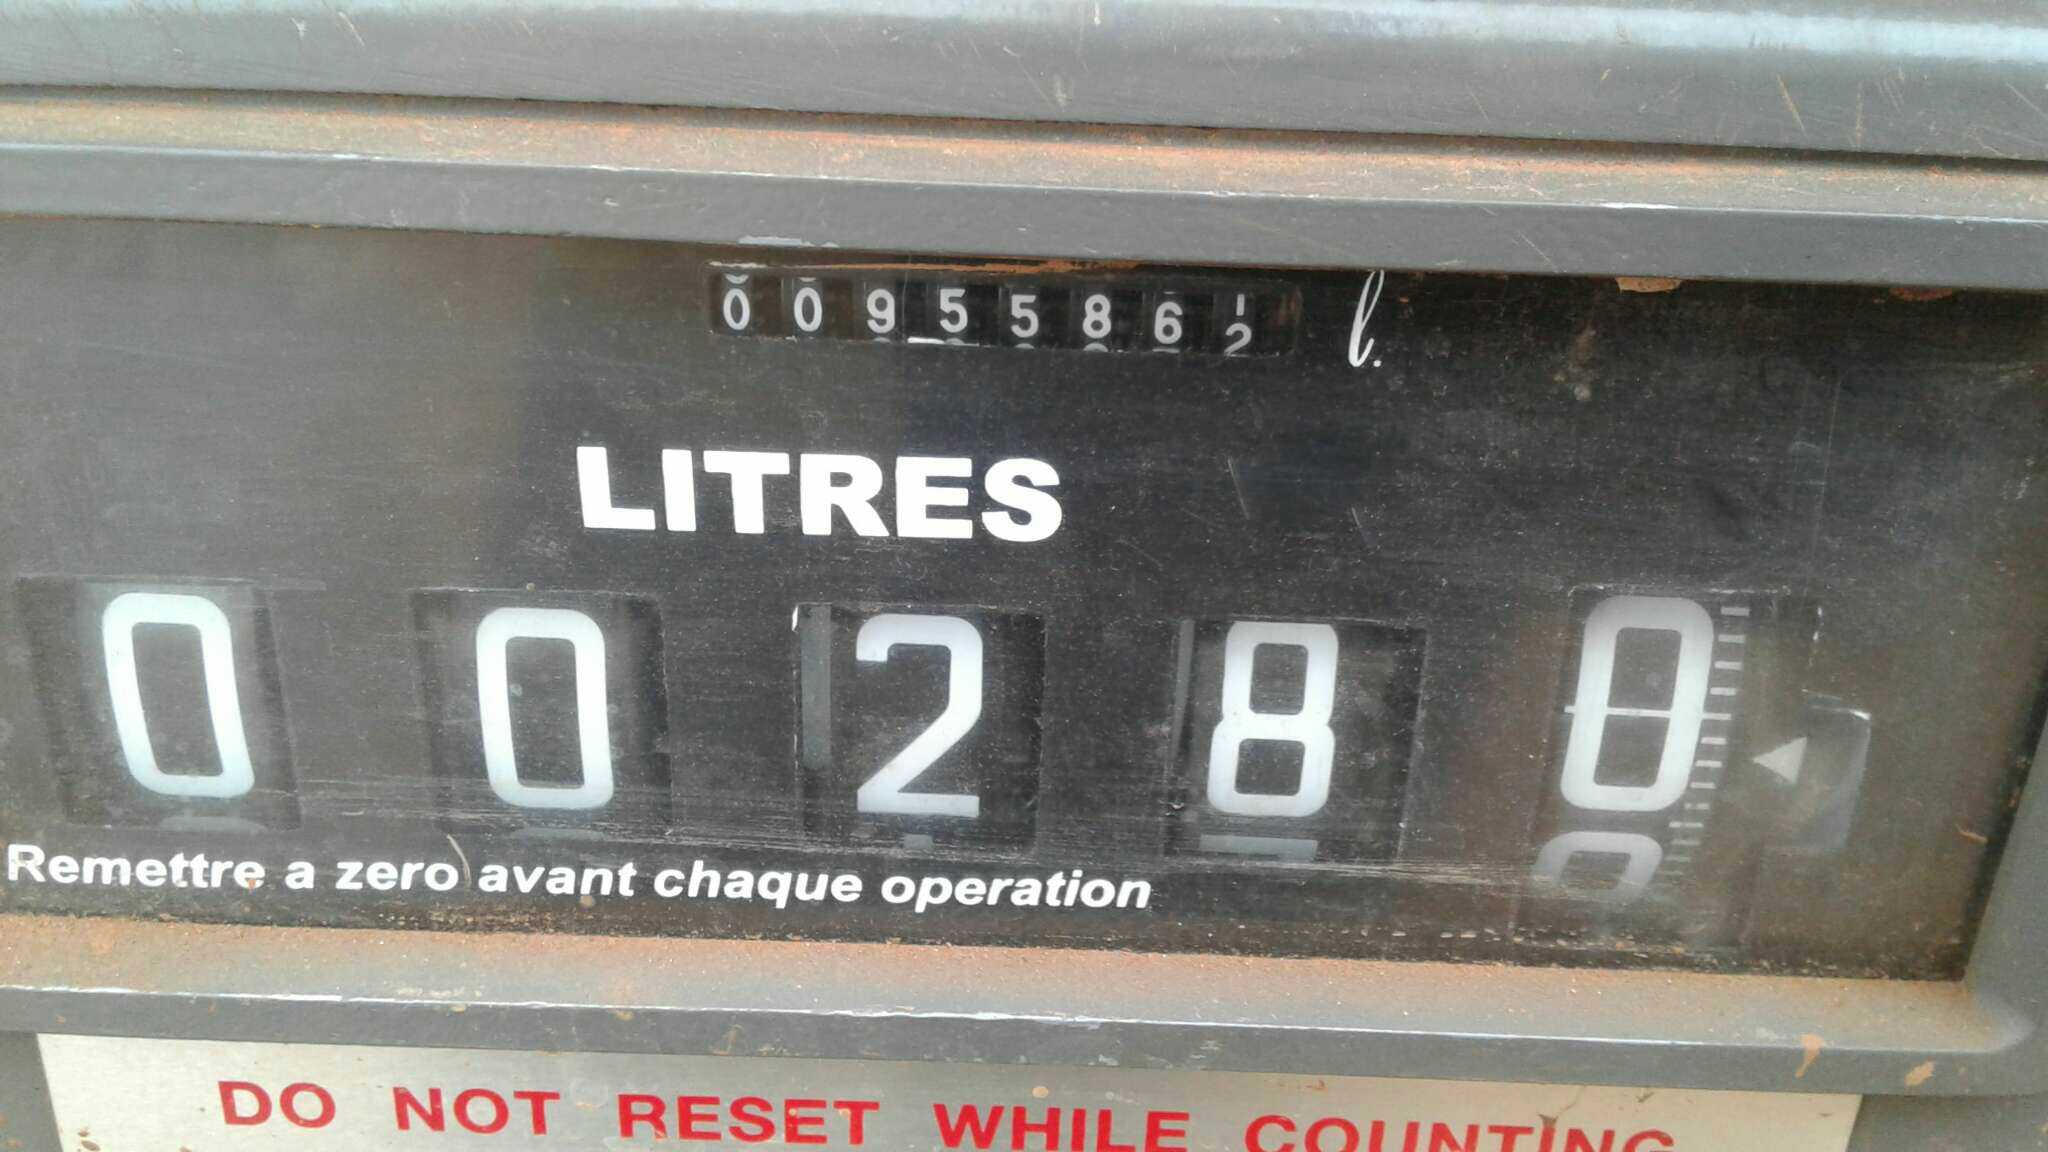 0 0 9 5 5 8 6 2 l.
LITRES
0 0 2 8 0
Remettre a zero avant chaque operation
DO NOT RESET WHILE COUNTING